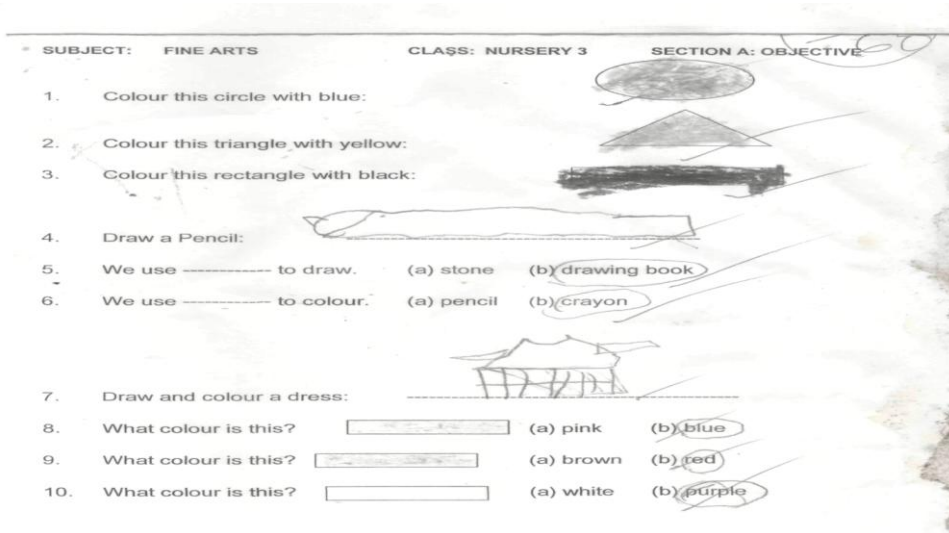 SUBJECT: FINE ARTS CLASS: NURSERY 3 SECTION A: OBJECTIVE
1. Colour this circle with blue:
2. Colour this triangle with yellow:
3. Colour this rectangle with black:
4. Draw a Pencil: ------------------------------
5. We use ------------ to draw. (a) stone (b) drawing book
6. We use ------------ to colour. (a) pencil (b) crayon
7. Draw and colour a dress: ------------------------------
8. What colour is this? (a) pink (b) blue
9. What colour is this? (a) brown (b) red
10. What colour is this? (a) white (b) purple